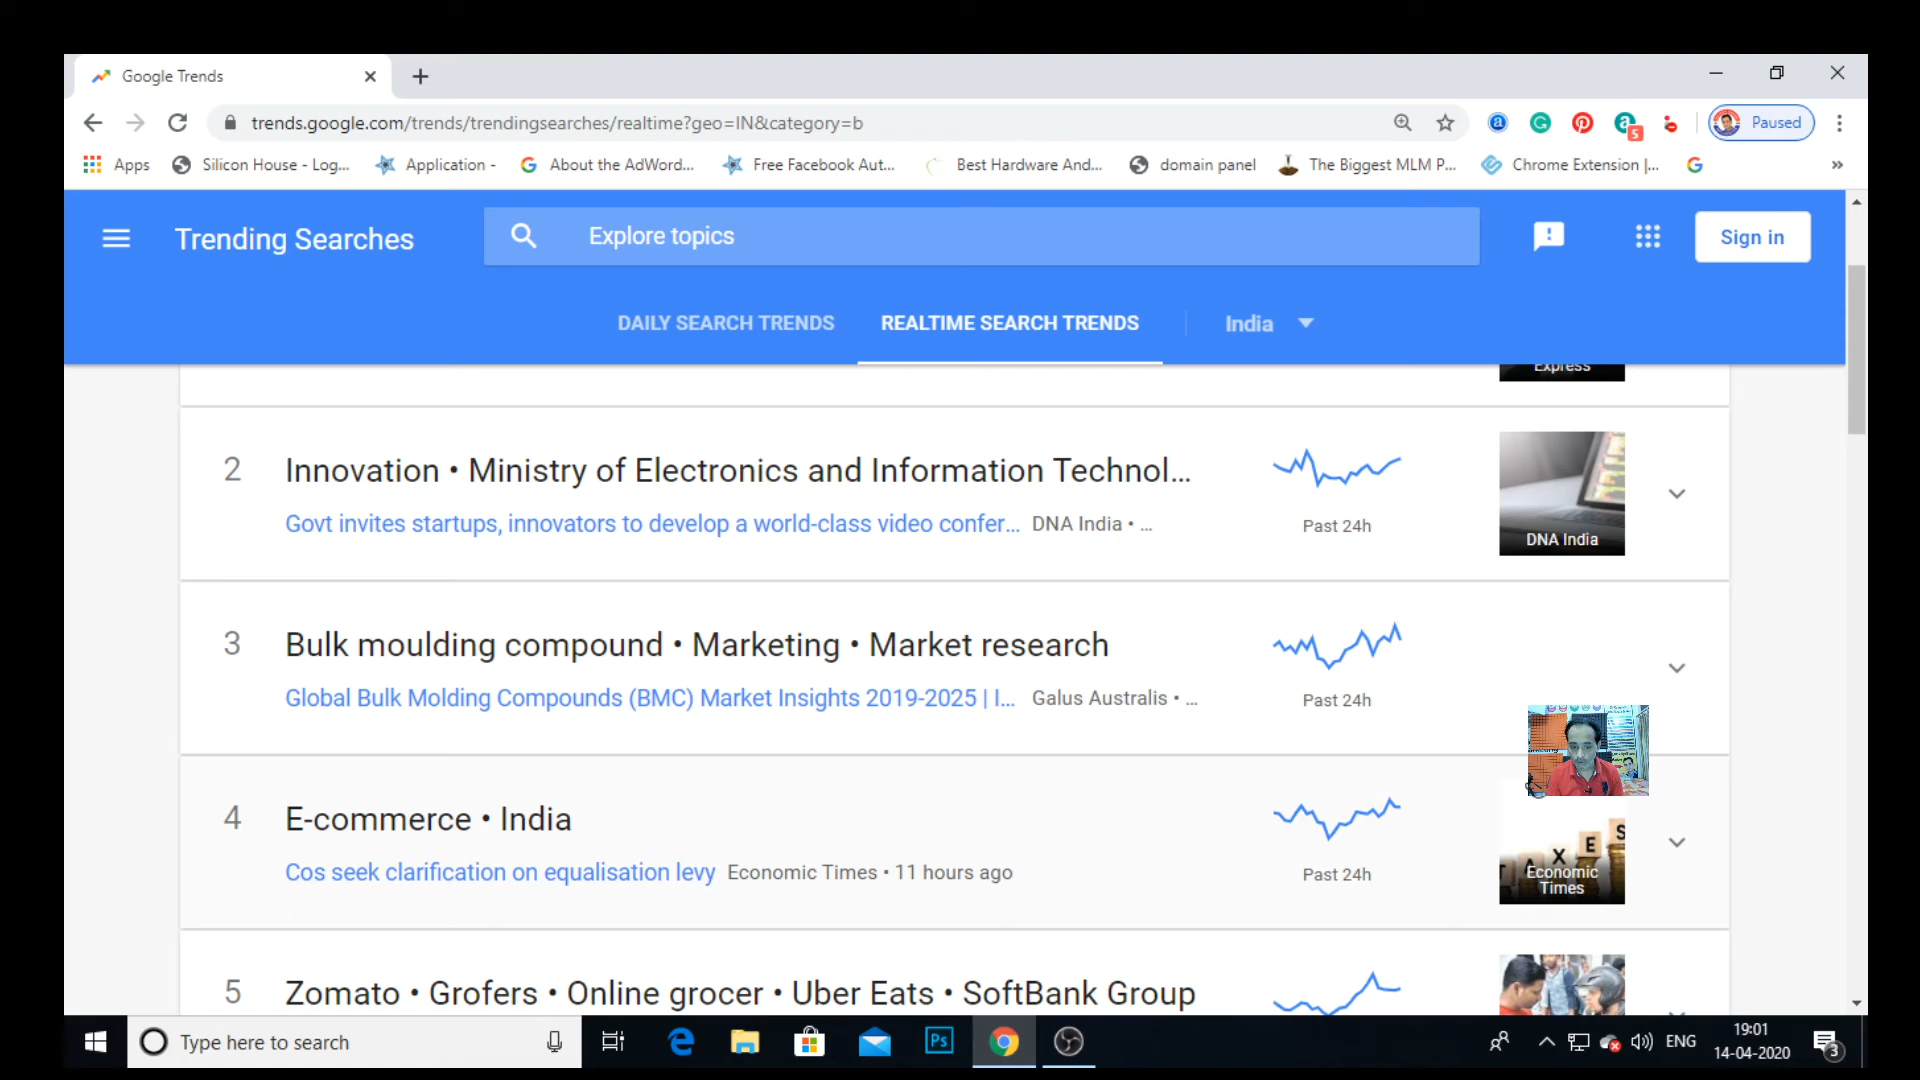 Google Trends
trends.google.com/trends/trendingsearches/realtime?geo=IN&category=b
Paused
Apps
Silicon House - Log...
Application -
About the AdWord...
Free Facebook Aut...
Best Hardware And...
domain panel
The Biggest MLM P...
Chrome Extension |...
Trending Searches
Explore topics
Sign in
DAILY SEARCH TRENDS
REALTIME SEARCH TRENDS
India
Express
2
Innovation • Ministry of Electronics and Information Technol...
Govt invites startups, innovators to develop a world-class video confer... DNA India • ...
Past 24h
DNA India
3
Bulk moulding compound • Marketing • Market research
Global Bulk Molding Compounds (BMC) Market Insights 2019-2025 | I... Galus Australis • ...
Past 24h
4
E-commerce • India
Cos seek clarification on equalisation levy Economic Times • 11 hours ago
Past 24h
TAXES
Economic
Times
5
Zomato • Grofers • Online grocer • Uber Eats • SoftBank Group
Type here to search
Ps
ENG
19:01
14-04-2020
3